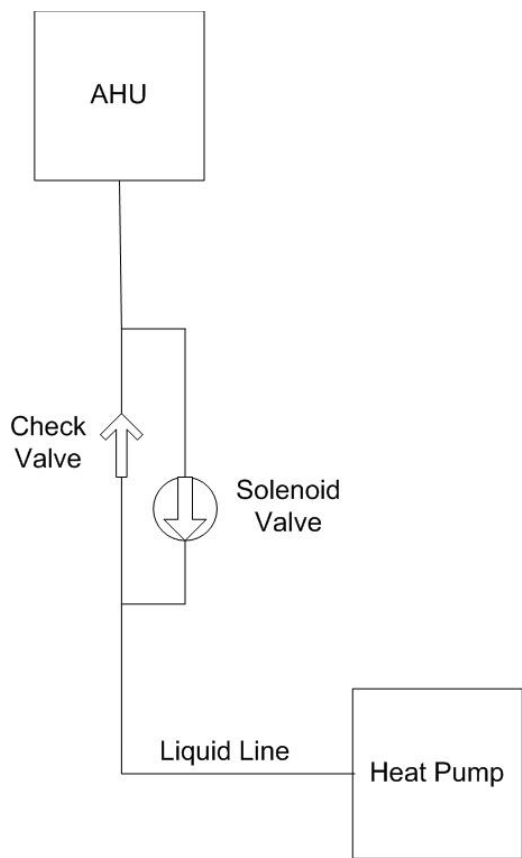 AHU
Check
Valve
Solenoid
Valve
Liquid Line
Heat Pump